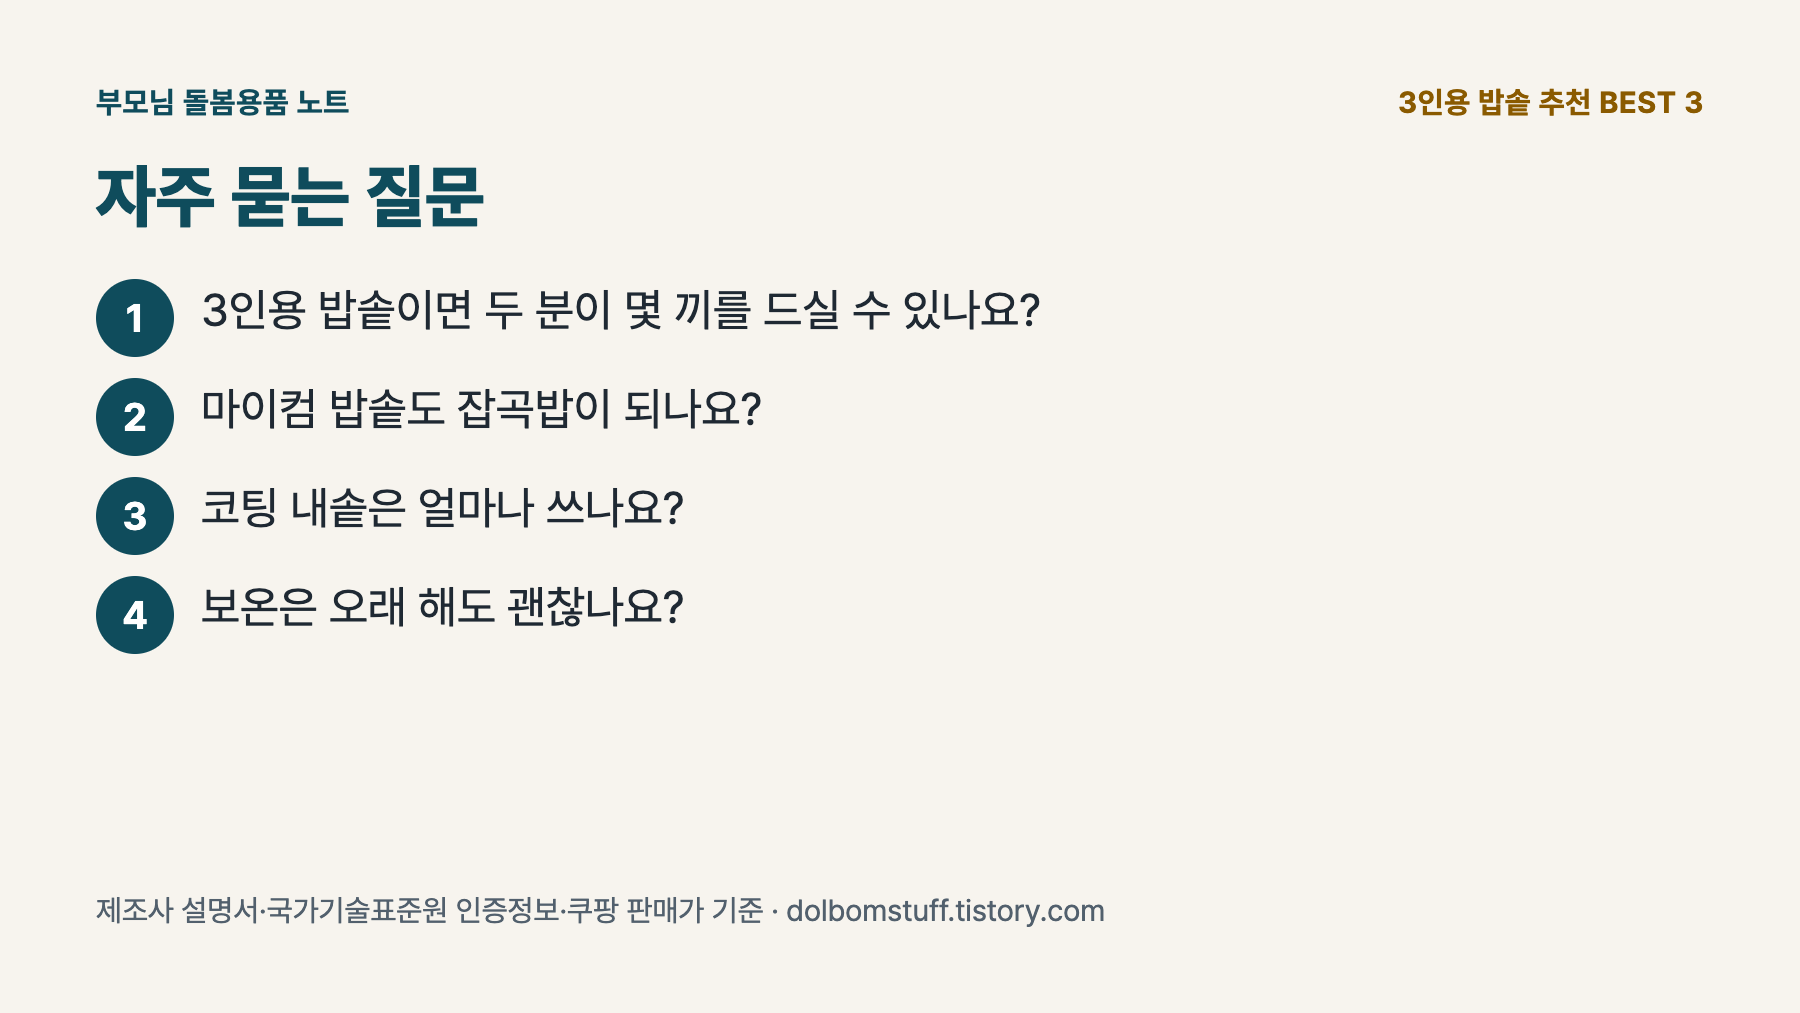 부모님 돌봄용품 노트
3인용 밥솥 추천 BEST 3
자주 묻는 질문
1 3인용 밥솥이면 두 분이 몇 끼를 드실 수 있나요?
2 마이컴 밥솥도 잡곡밥이 되나요?
3 코팅 내솥은 얼마나 쓰나요?
4 보온은 오래 해도 괜찮나요?
제조사 설명서·국가기술표준원 인증정보·쿠팡 판매가 기준 · dolbomstuff.tistory.com